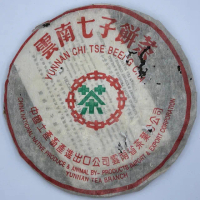 雲南七子餅茶
YUNNAN CHI TSE BEENG CHA
茶
中國土產畜產進出口公司雲南省茶葉分公司
CHINA NATIONAL NATIVE PRODUCE & ANIMAL BY-PRODUCTS IMPORT & EXPORT CORPORATION
YUNNAN TEA BRANCH